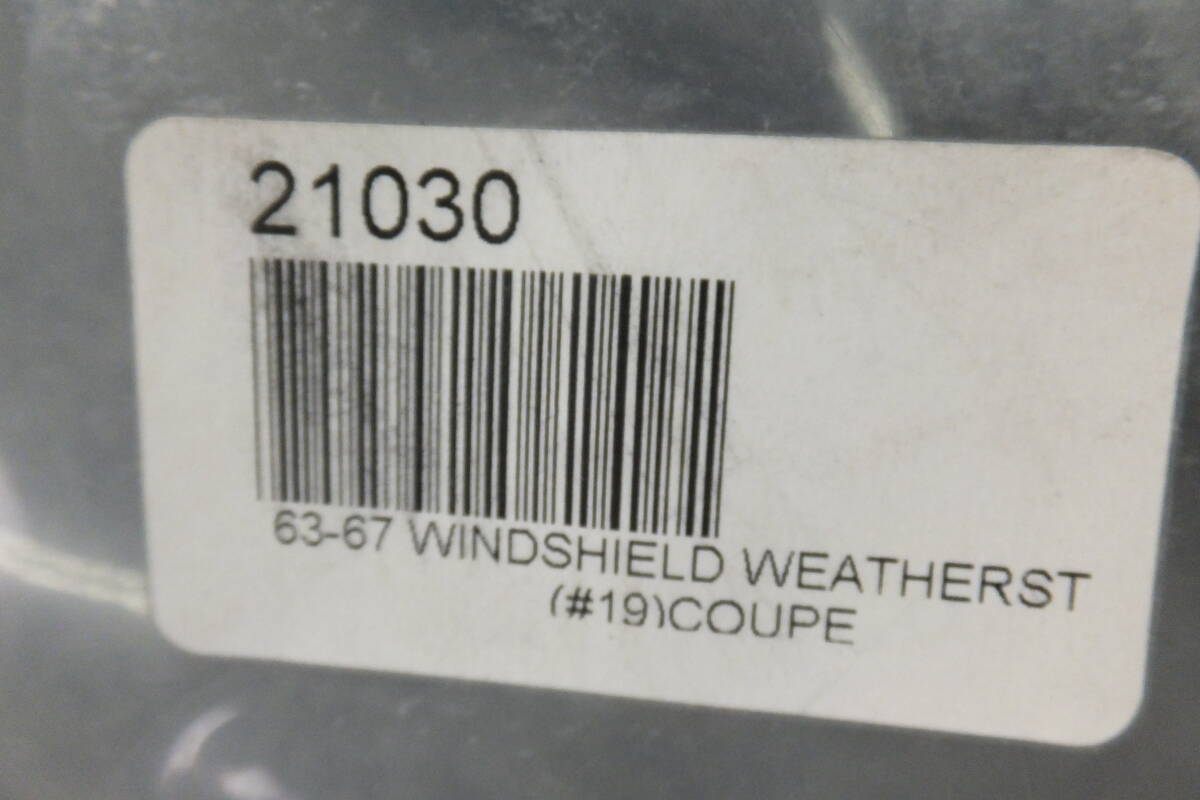 21030
63-67 WINDSHIELD WEATHERST
(#19)COUPE